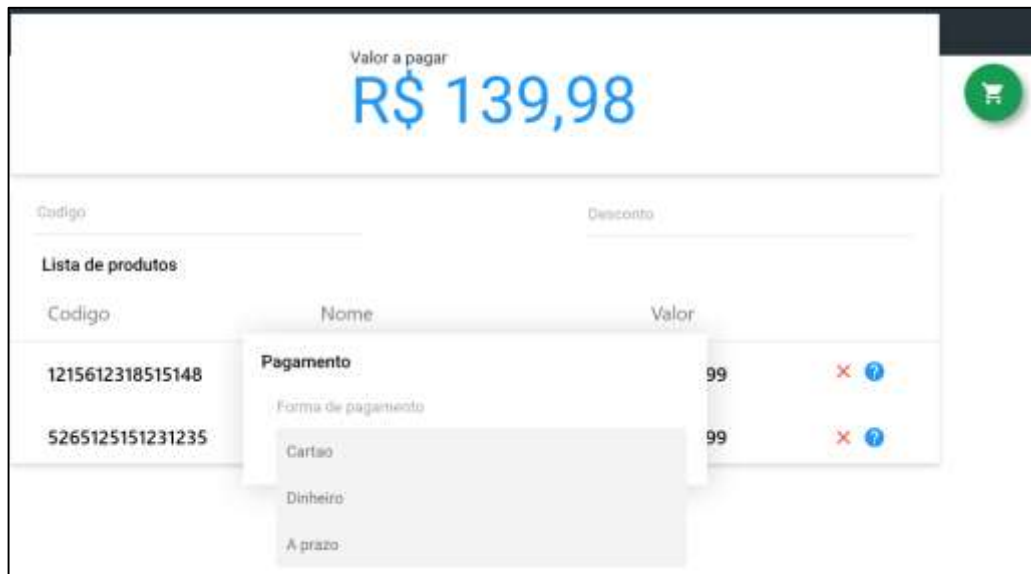 Valor a pagar
R$ 139,98
Codigo Desconto
Lista de produtos
Codigo Nome Valor
1215612318515148 99
Pagamento
Forma de pagamento
5265125151231235 99
Cartao
Dinheiro
A prazo